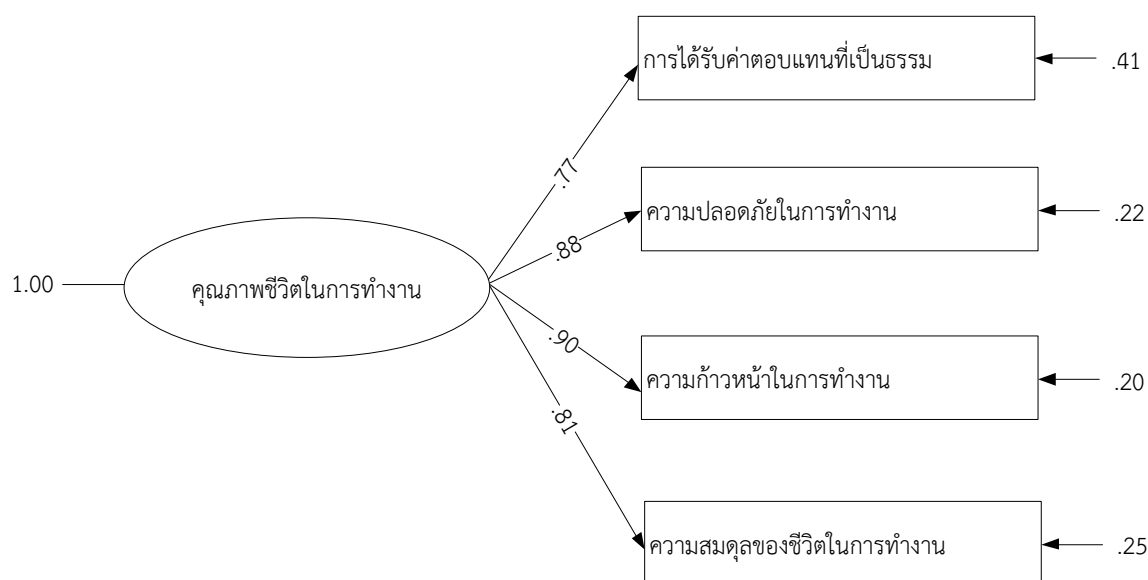 การได้รับค่าตอบแทนที่เป็นธรรม
.41
.77
ความปลอดภัยในการทำงาน
.22
.88
1.00
คุณภาพชีวิตในการทำงาน
.90
ความก้าวหน้าในการทำงาน
.20
.81
ความสมดุลของชีวิตในการทำงาน
.25